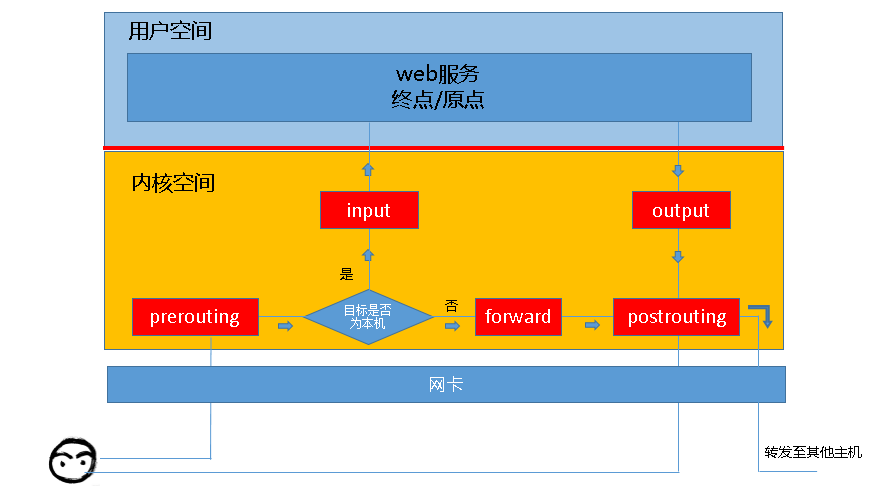 用户空间
web服务
终点/原点
内核空间
input
output
是
prerouting
目标是否
为本机
否
forward
postrouting
网卡
转发至其他主机